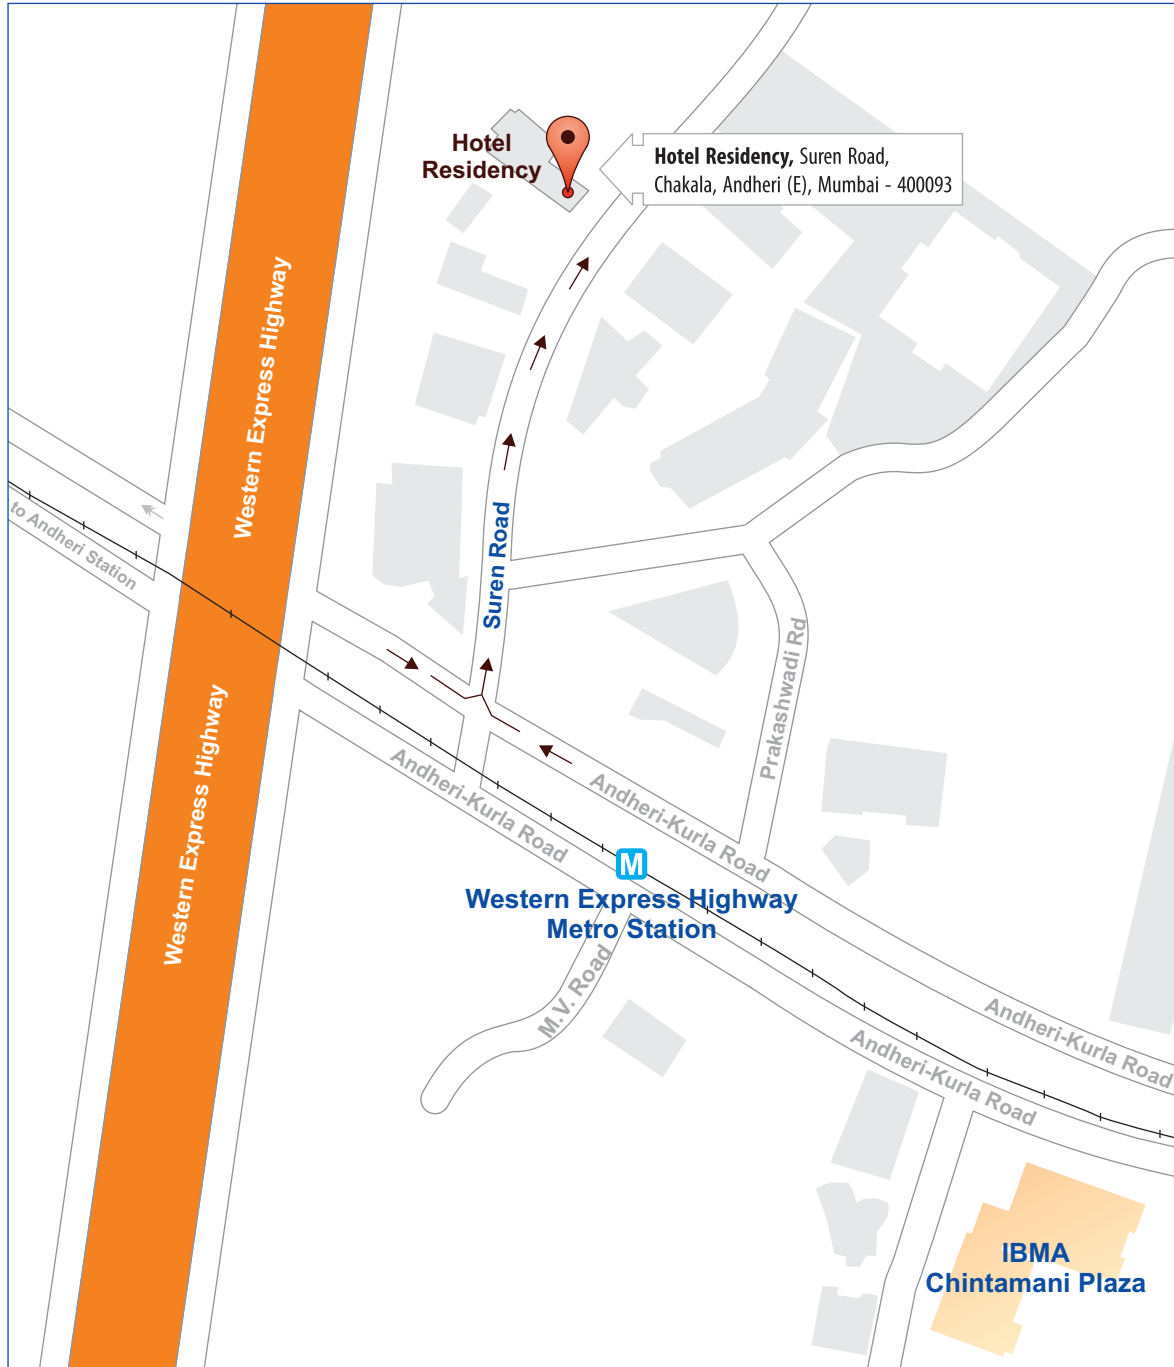 Hotel
Residency
Hotel Residency, Suren Road,
Chakala, Andheri (E), Mumbai - 400093
Western Express Highway
to Andheri Station
Suren Road
Prakashwadi Rd
Western Express Highway
Andheri-Kurla Road
Andheri-Kurla Road
M
Western Express Highway
Metro Station
M.V. Road
Andheri-Kurla Road
Andheri-Kurla Road
IBMA
Chintamani Plaza